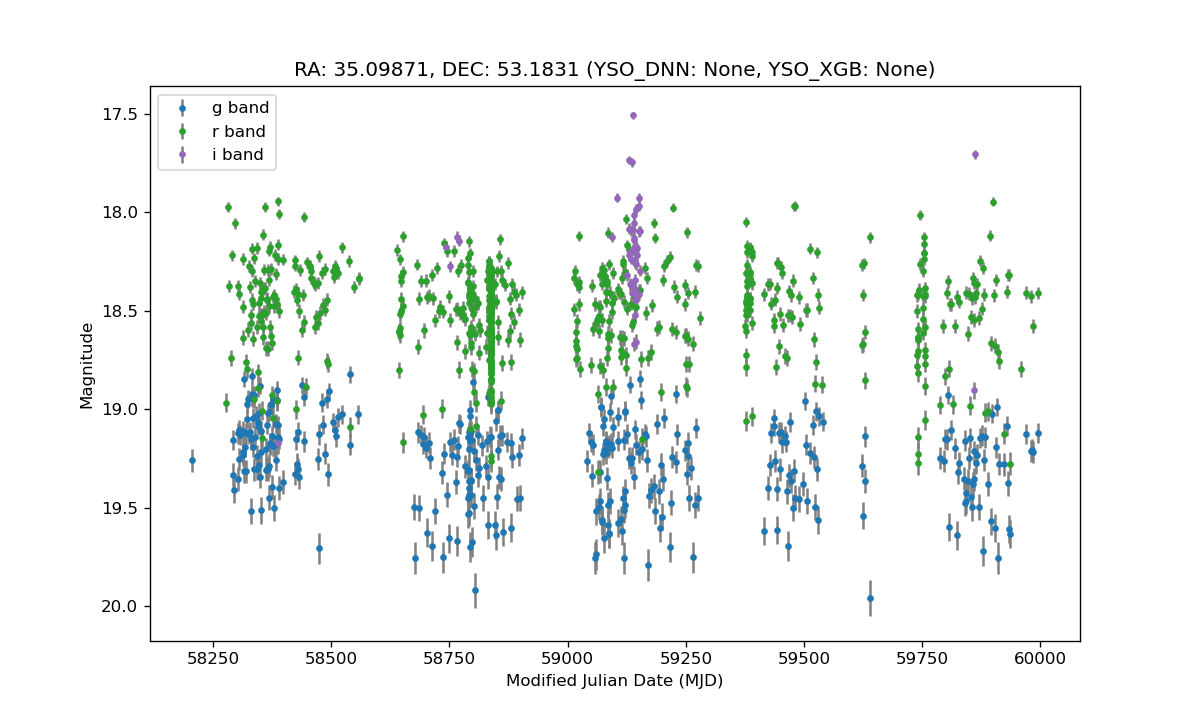 RA: 35.09871, DEC: 53.1831 (YSO_DNN: None, YSO_XGB: None)
g band
r band
i band
17.5
18.0
18.5
19.0
19.5
20.0
Magnitude
58250 58500 58750 59000 59250 59500 59750 60000
Modified Julian Date (MJD)